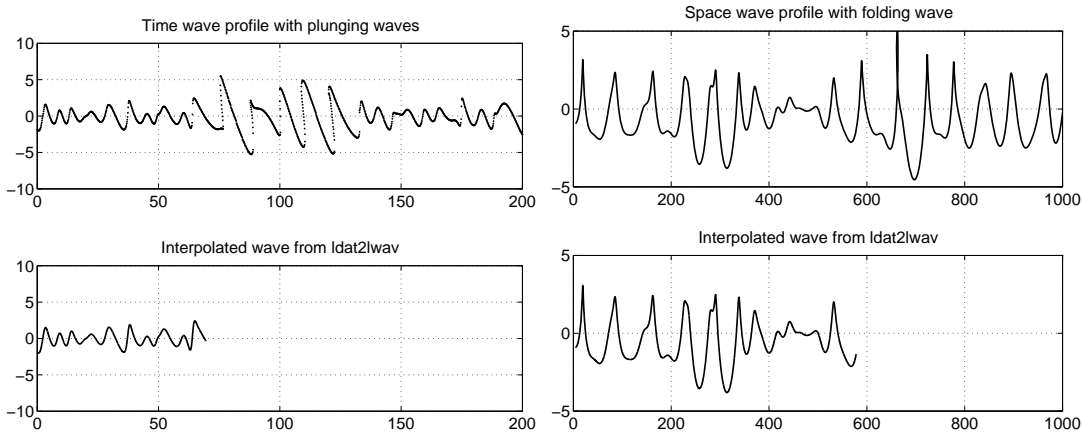 Time wave profile with plunging waves
10
5
0
−5
−10
0 50 100 150 200
Space wave profile with folding wave
5
0
−5
0 200 400 600 800 1000
Interpolated wave from ldat2lwav
10
5
0
−5
−10
0 50 100 150 200
Interpolated wave from ldat2lwav
5
0
−5
0 200 400 600 800 1000